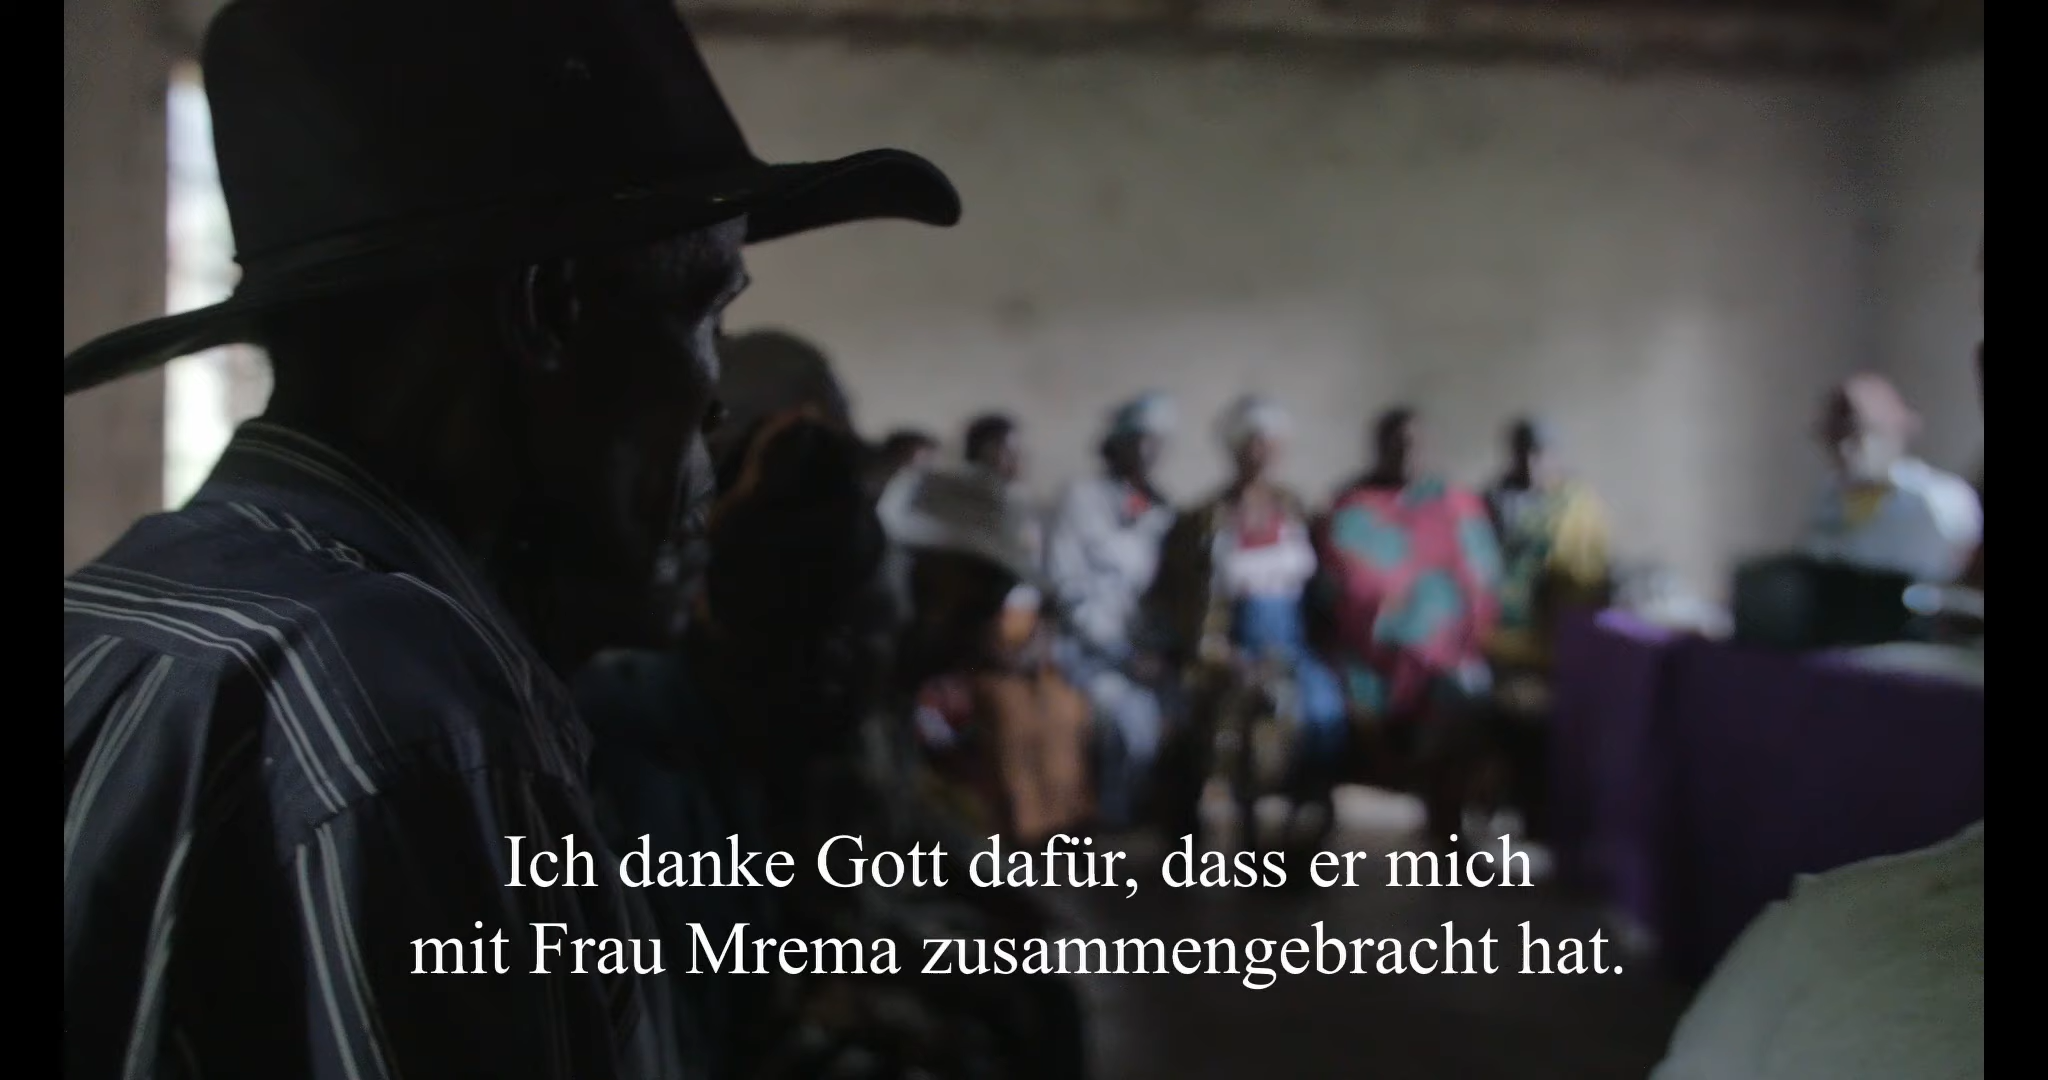 Ich danke Gott dafür, dass er mich
mit Frau Mrema zusammengebracht hat.